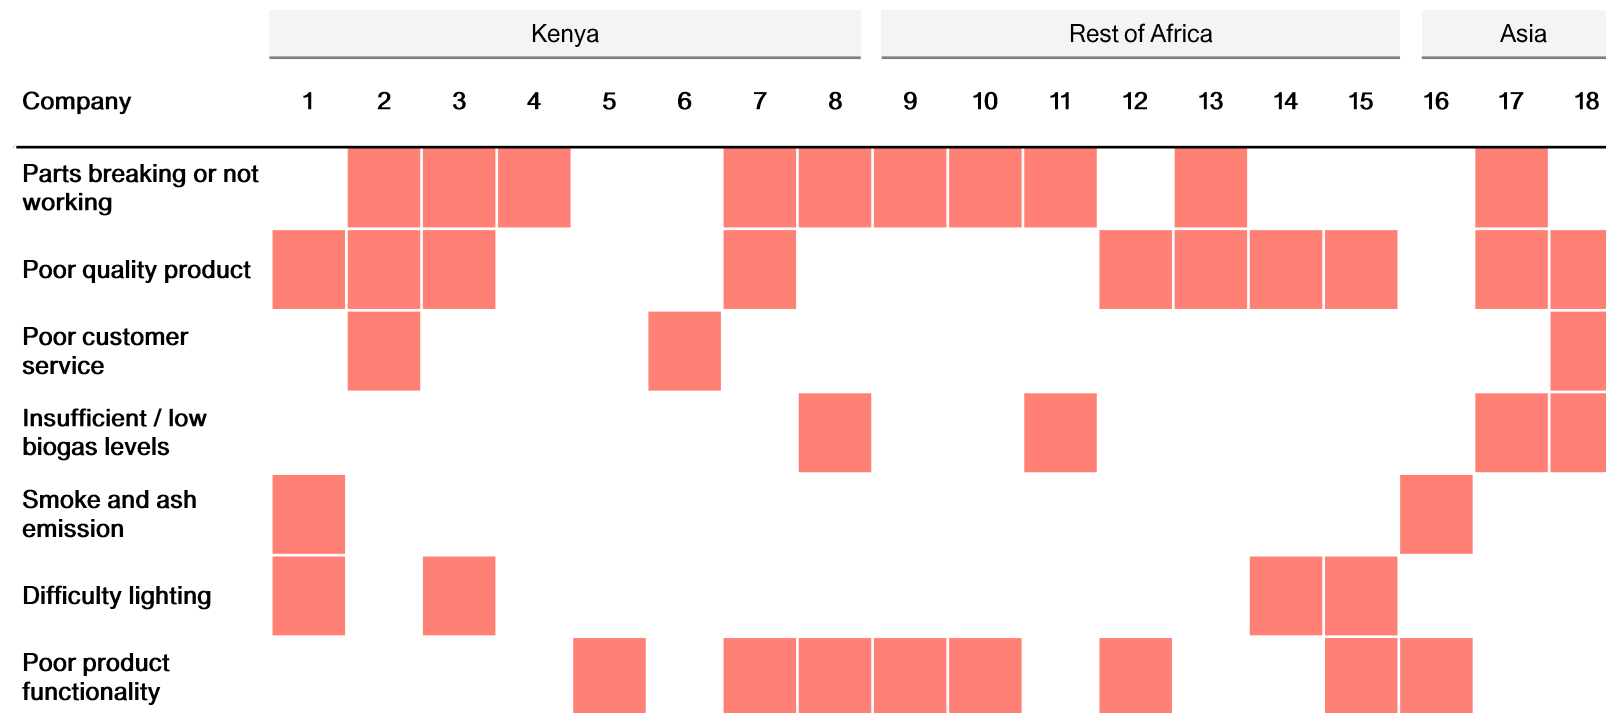 Kenya Rest of Africa Asia
Company 1 2 3 4 5 6 7 8 9 10 11 12 13 14 15 16 17 18
Parts breaking or not
working
Poor quality product
Poor customer
service
Insufficient / low
biogas levels
Smoke and ash
emission
Difficulty lighting
Poor product
functionality